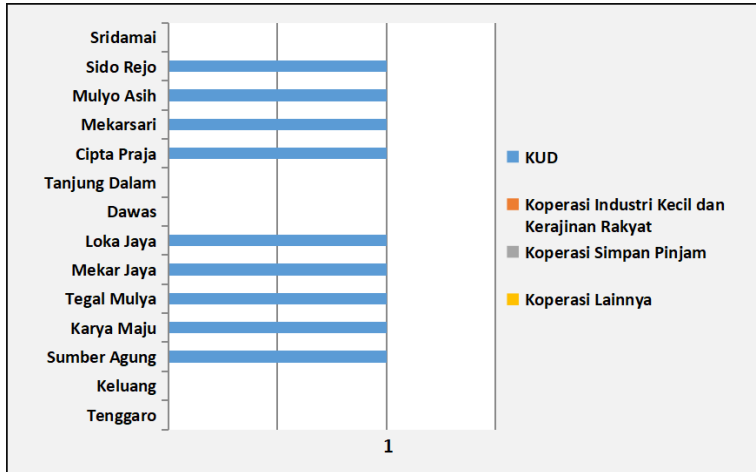 Sridamai
Sido Rejo
Mulyo Asih
Mekarsari
Cipta Praja
Tanjung Dalam
Dawas
Loka Jaya
Mekar Jaya
Tegal Mulya
Karya Maju
Sumber Agung
Keluang
Tenggaro
1
KUD
Koperasi Industri Kecil dan
Kerajinan Rakyat
Koperasi Simpan Pinjam
Koperasi Lainnya